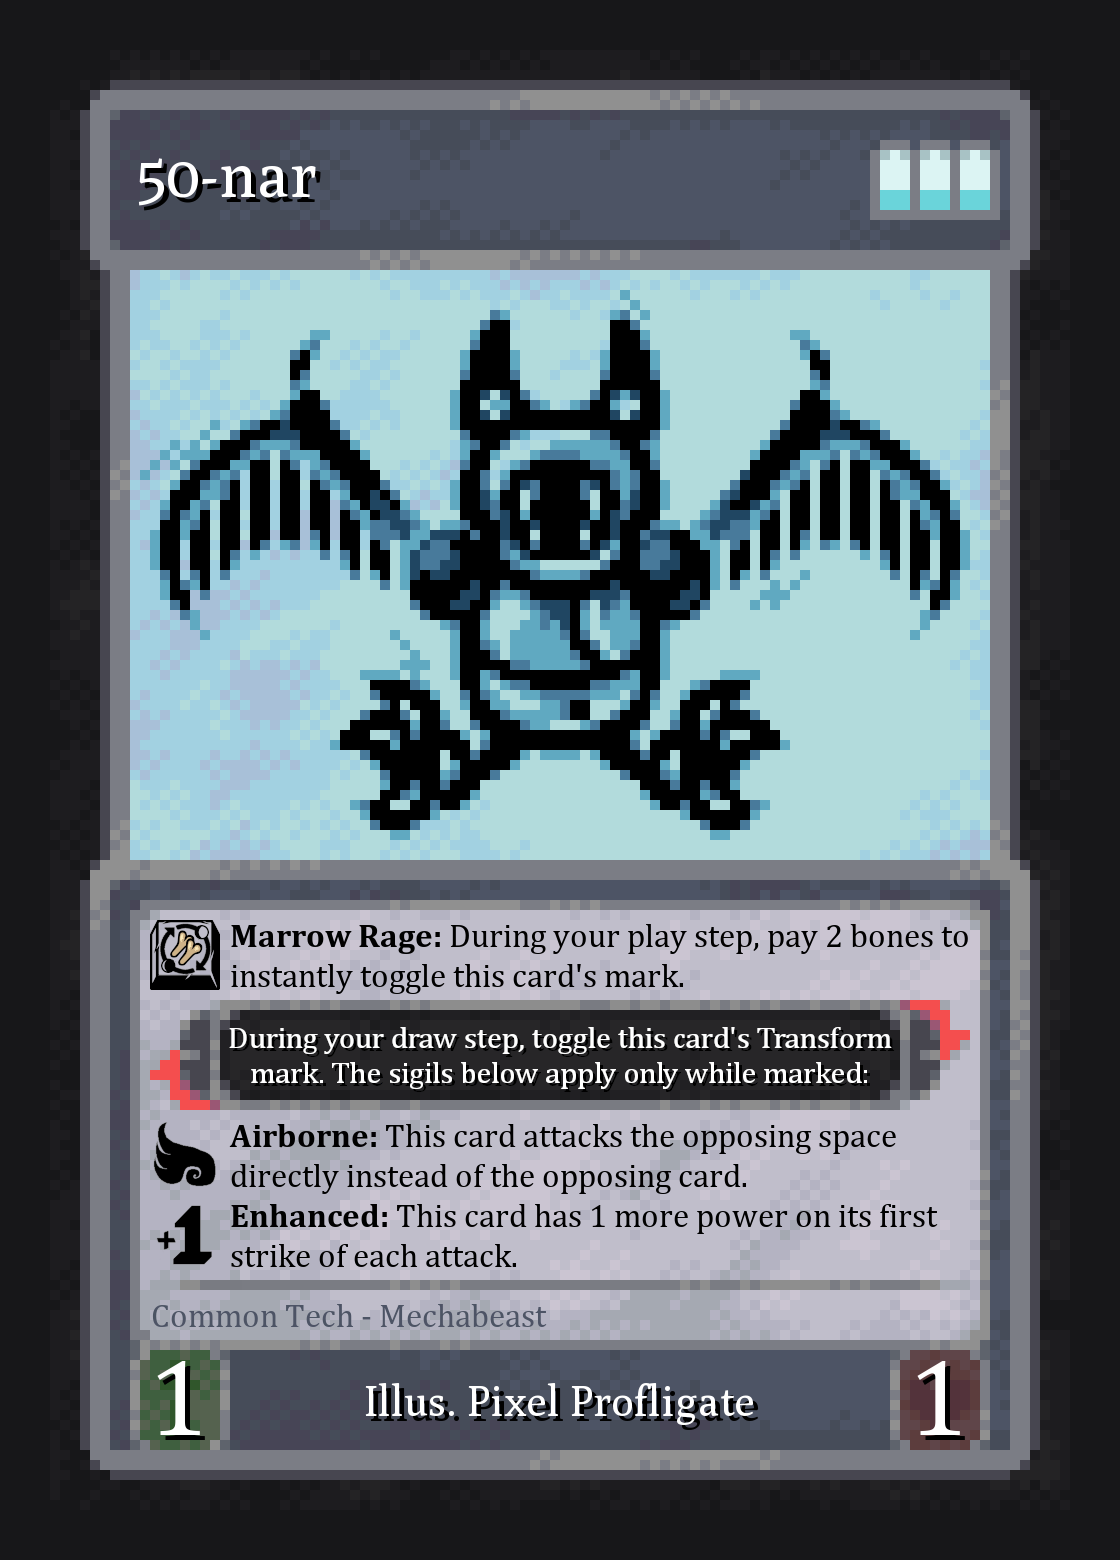 50-nar
Marrow Rage: During your play step, pay 2 bones to
instantly toggle this card's mark.
During your draw step, toggle this card's Transform
mark. The sigils below apply only while marked:
Airborne: This card attacks the opposing space
directly instead of the opposing card.
+1
Enhanced: This card has 1 more power on its first
strike of each attack.
Common Tech - Mechabeast
1
Illus. Pixel Profligate
1